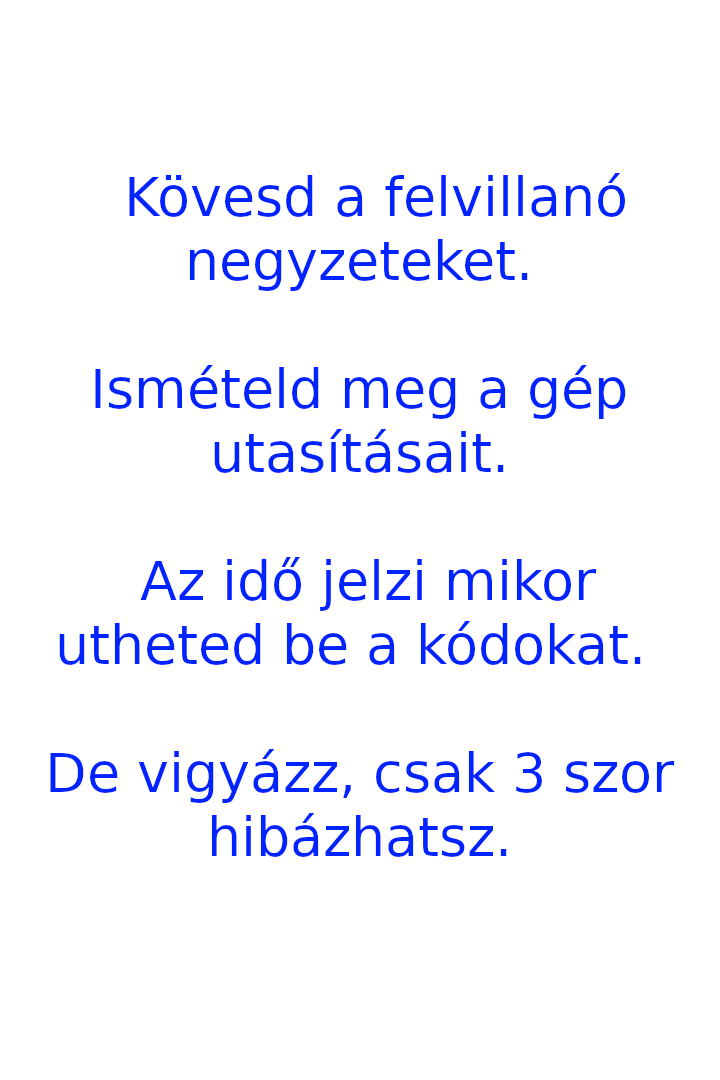 Kövesd a felvillanó
negyzeteket.
Ismételd meg a gép
utasításait.
Az idő jelzi mikor
utheted be a kódokat.
De vigyázz, csak 3 szor
hibázhatsz.